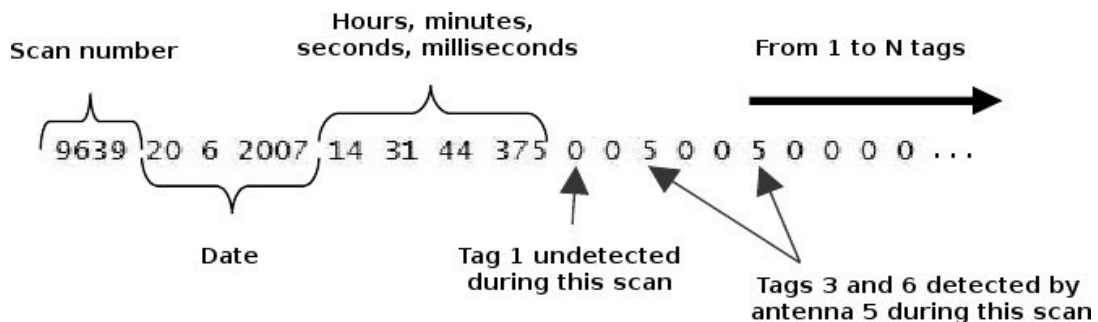 Hours, minutes,
seconds, milliseconds
Scan number
From 1 to N tags
9639 20 6 2007 14 31 44 375 0 0 5 0 0 5 0 0 0 0 ...
Date
Tag 1 undetected
during this scan
Tags 3 and 6 detected by
antenna 5 during this scan